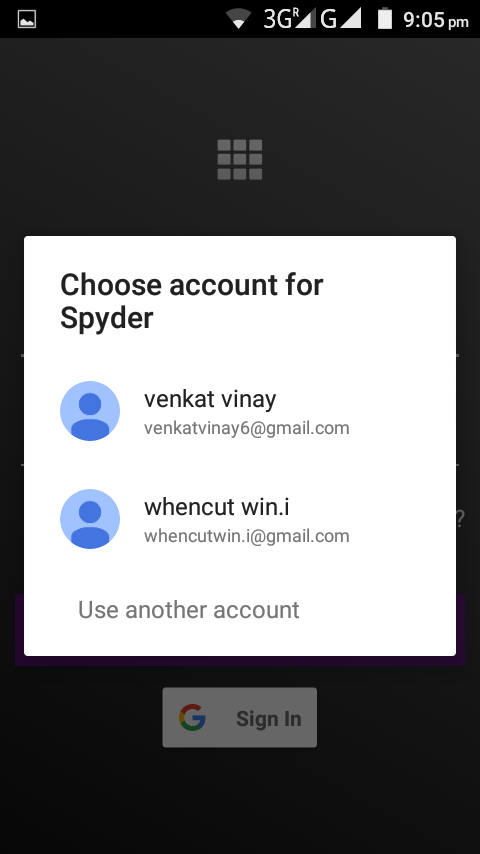 3G R G 9:05 pm
Choose account for
Spyder
venkat vinay
venkatvinay6@gmail.com
whencut win.i
whencutwin.i@gmail.com
?
Use another account
G Sign In